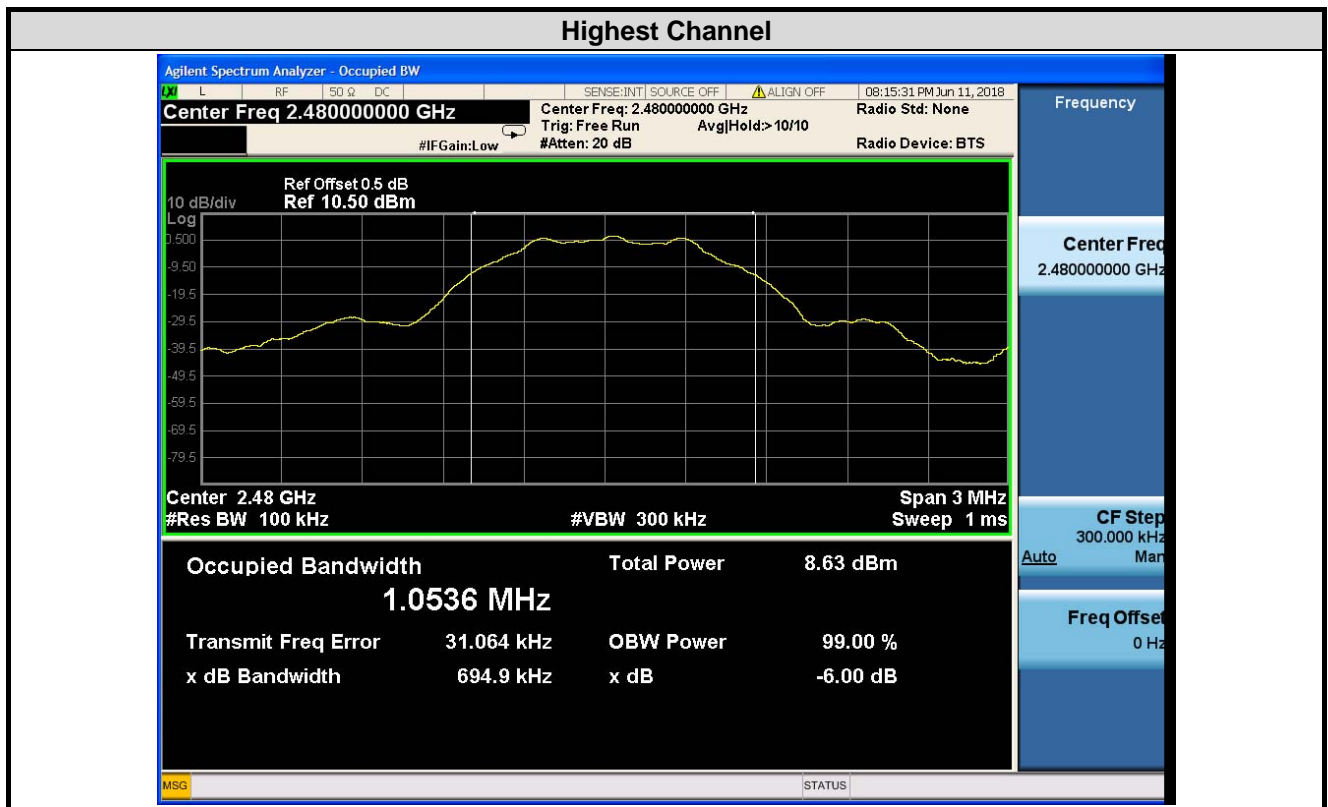 Highest Channel
Agilent Spectrum Analyzer - Occupied BW
LXI L RF 50 Ω DC SENSE:INT SOURCE OFF ALIGN OFF 08:15:31 PM Jun 11, 2018
Center Freq 2.480000000 GHz
Center Freq: 2.480000000 GHz
Radio Std: None
Trig: Free Run Avg|Hold:>10/10
#IFGain:Low
#Atten: 20 dB
Radio Device: BTS
Frequency
Ref Offset 0.5 dB
10 dB/div Ref 10.50 dBm
Log
0.500
-9.50
-19.5
-29.5
-39.5
-49.5
-59.5
-69.5
-79.5
Center 2.48 GHz Span 3 MHz
#Res BW 100 kHz #VBW 300 kHz Sweep 1 ms
Center Freq
2.480000000 GHz
CF Step
300.000 kHz
Auto Man
Freq Offset
0 Hz
Occupied Bandwidth Total Power 8.63 dBm
1.0536 MHz
Transmit Freq Error 31.064 kHz OBW Power 99.00 %
x dB Bandwidth 694.9 kHz x dB -6.00 dB
MSG STATUS